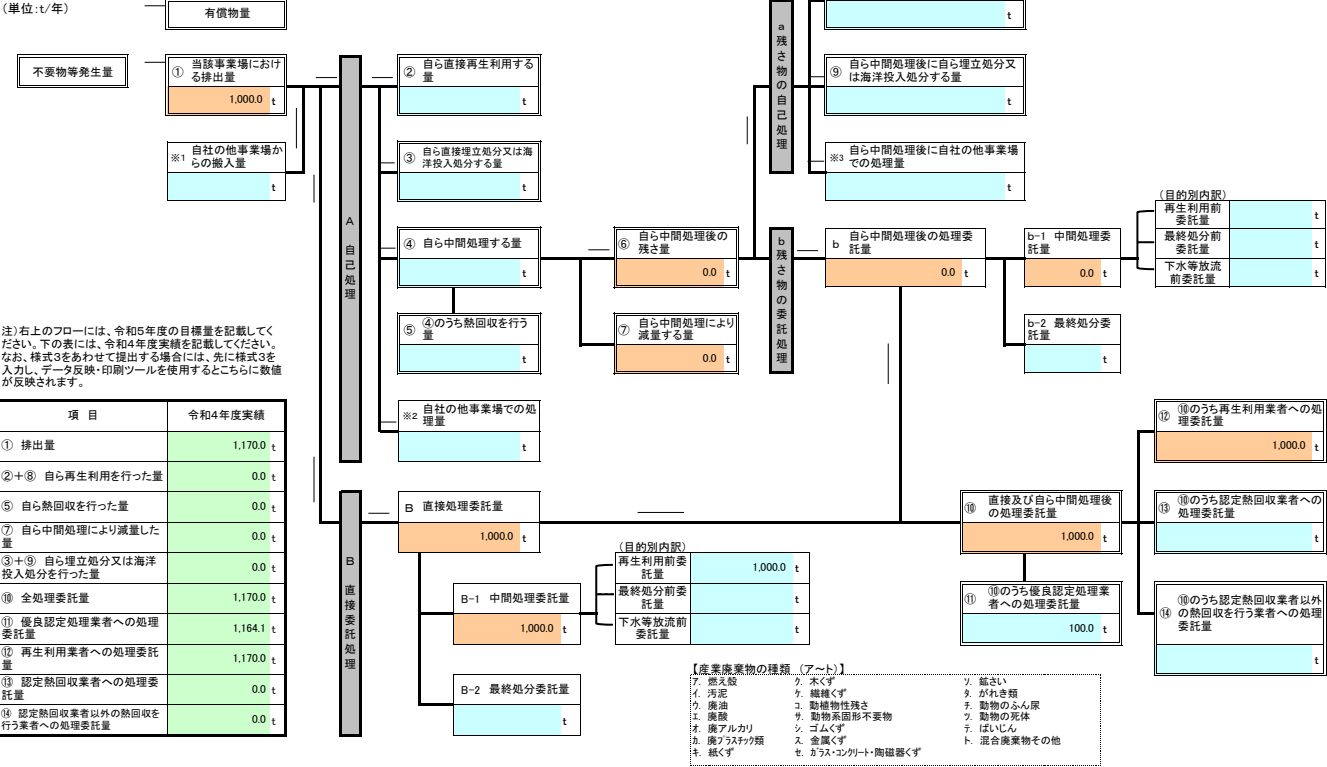 (単位:t/年)
有償物量
不要物等発生量
① 当該事業場におけ
る排出量
1,000.0 t
※1 自社の他事業場か
らの搬入量
t
A 自己処理
② 自ら直接再生利用する
量
t
③ 自ら直接埋立処分又は海
洋投入処分する量
t
④ 自ら中間処理する量
t
⑤ ④のうち熱回収を行う
量
t
※2 自社の他事業場での処
理量
t
⑥ 自ら中間処理後の
残さ量
0.0 t
⑦ 自ら中間処理により
減量する量
0.0 t
a 残さ物の自己処理
t
⑨ 自ら中間処理後に自ら埋立処分又
は海洋投入処分する量
t
※3 自ら中間処理後に自社の他事業場
での処理量
t
b 残さ物の委託処理
b 自ら中間処理後の処理委
託量
0.0 t
b-1 中間処理委
託量
0.0 t
(目的別内訳)
再生利用前
委託量
t
最終処分前
委託量
t
下水等放流
前委託量
t
b-2 最終処分委
託量
t
注)右上のフローには、令和5年度の目標量を記載してく
ださい。下の表には、令和4年度実績を記載してください。
なお、様式3をあわせて提出する場合には、先に様式3を
入力し、データ反映・印刷ツールを使用するとこちらに数値
が反映されます。
項 目 令和4年度実績
① 排出量 1,170.0 t
②+⑧ 自ら再生利用を行った量 0.0 t
⑤ 自ら熱回収を行った量 0.0 t
⑦ 自ら中間処理により減量した
量 0.0 t
③+⑨ 自ら埋立処分又は海洋
投入処分を行った量 0.0 t
⑩ 全処理委託量 1,170.0 t
⑪ 優良認定処理業者への処理
委託量 1,164.1 t
⑫ 再生利用業者への処理委託
量 1,170.0 t
⑬ 認定熱回収業者への処理委
託量 0.0 t
⑭ 認定熱回収業者以外の熱回収を
行う業者への処理委託量 0.0 t
B 直接委託処理
B 直接処理委託量
1,000.0 t
B-1 中間処理委託量
1,000.0 t
(目的別内訳)
再生利用前委
託量
1,000.0 t
最終処分前委
託量
t
下水等放流前
委託量
t
B-2 最終処分委託量
t
⑩ 直接及び自ら中間処理後
の処理委託量
1,000.0 t
⑪ ⑩のうち優良認定処理業
者への処理委託量
100.0 t
⑫ ⑩のうち再生利用業者への処
理委託量
1,000.0 t
⑬ ⑩のうち認定熱回収業者への
処理委託量
t
⑭ ⑩のうち認定熱回収業者以外
の熱回収を行う業者への処理
委託量
t
【産業廃棄物の種類 (ア~ト)】
ア. 燃え殻 ク. 木くず ソ. 鉱さい
イ. 汚泥 ケ. 繊維くず タ. がれき類
ウ. 廃油 コ. 動植物性残さ チ. 動物のふん尿
エ. 廃酸 サ. 動物系固形不要物 ツ. 動物の死体
オ. 廃アルカリ シ. ゴムくず テ. ばいじん
カ. 廃プラスチック類 ス. 金属くず ト. 混合廃棄物その他
キ. 紙くず セ. ガラス・コンクリート・陶磁器くず